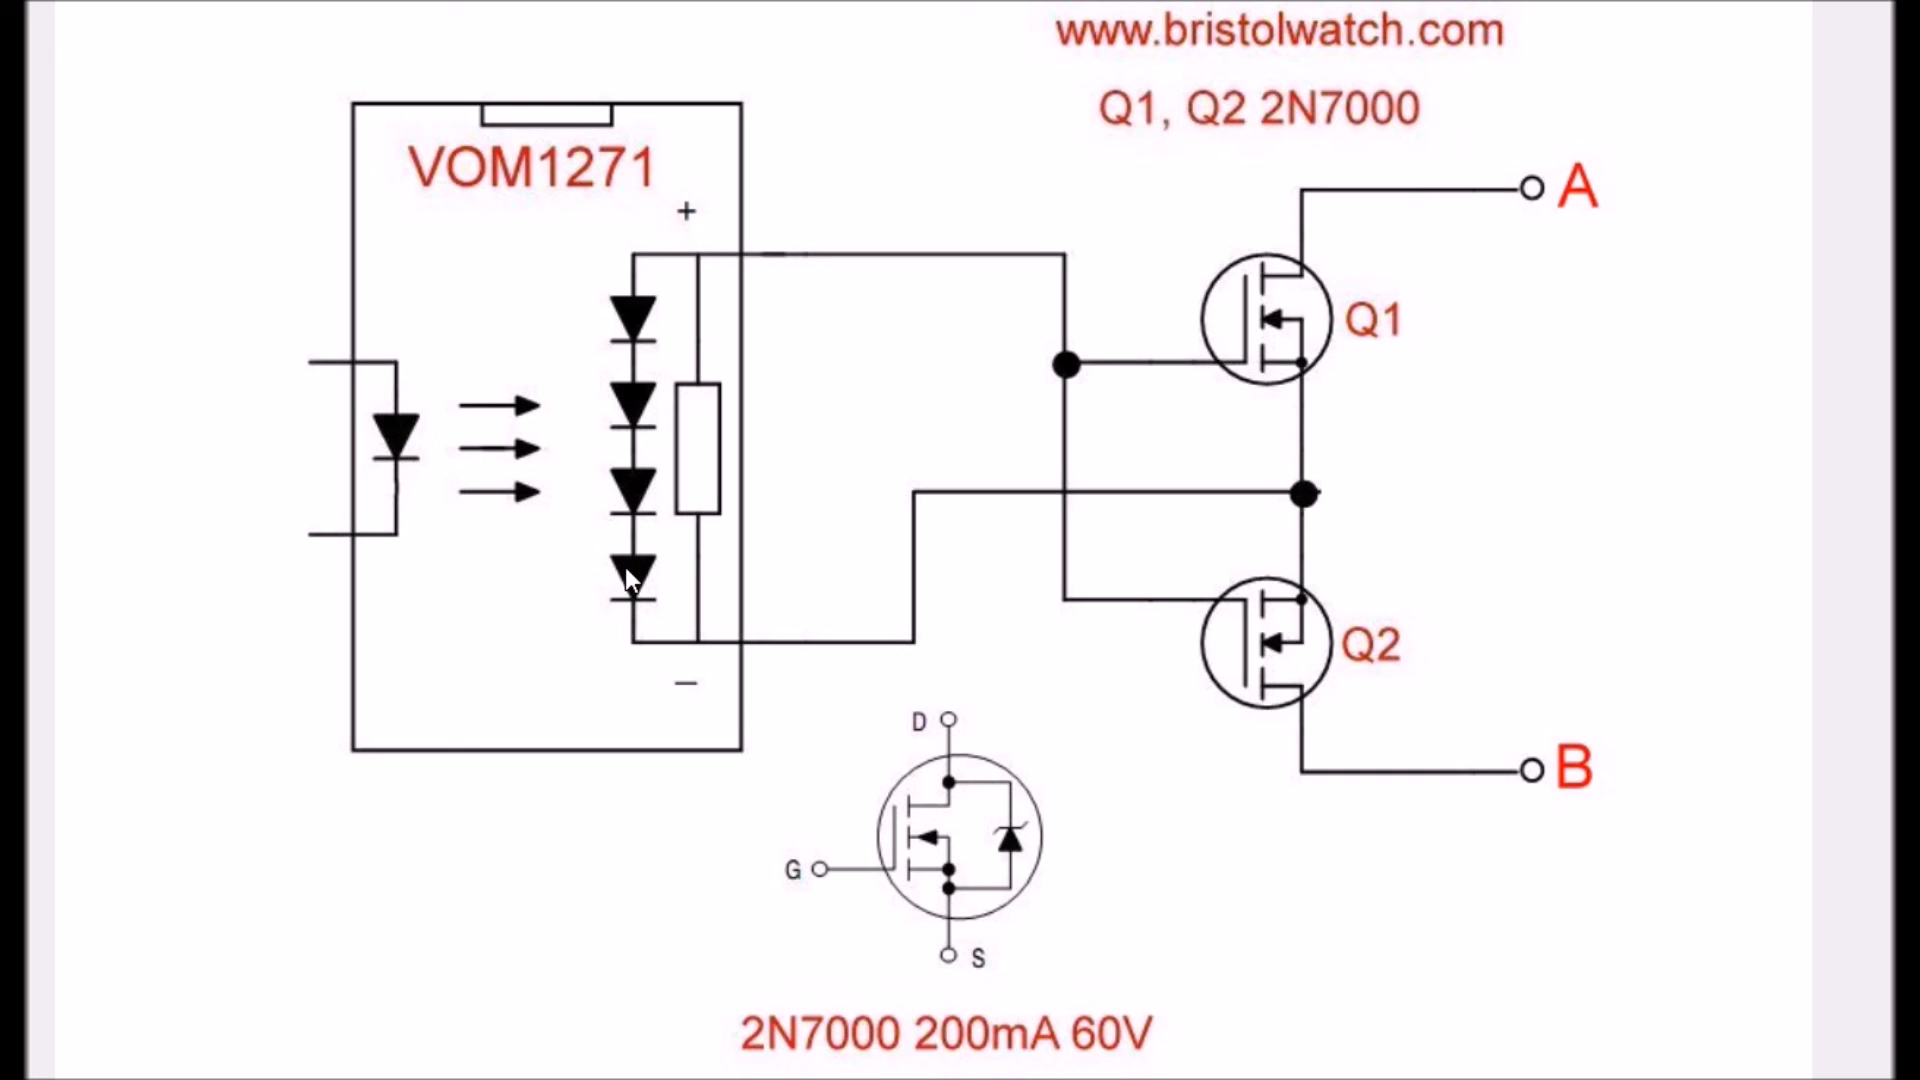 www.bristolwatch.com
Q1, Q2 2N7000
VOM1271
+
A
Q1
Q2
–
D
B
G
S
2N7000 200mA 60V